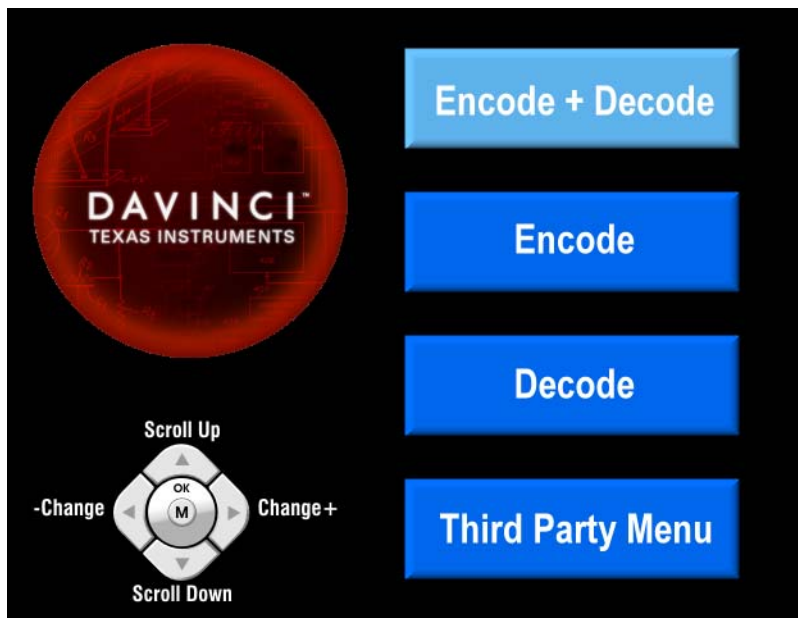 DAVINCI™
TEXAS INSTRUMENTS
Encode + Decode
Encode
Decode
Third Party Menu
Scroll Up
-Change
OK
M
Change+
Scroll Down